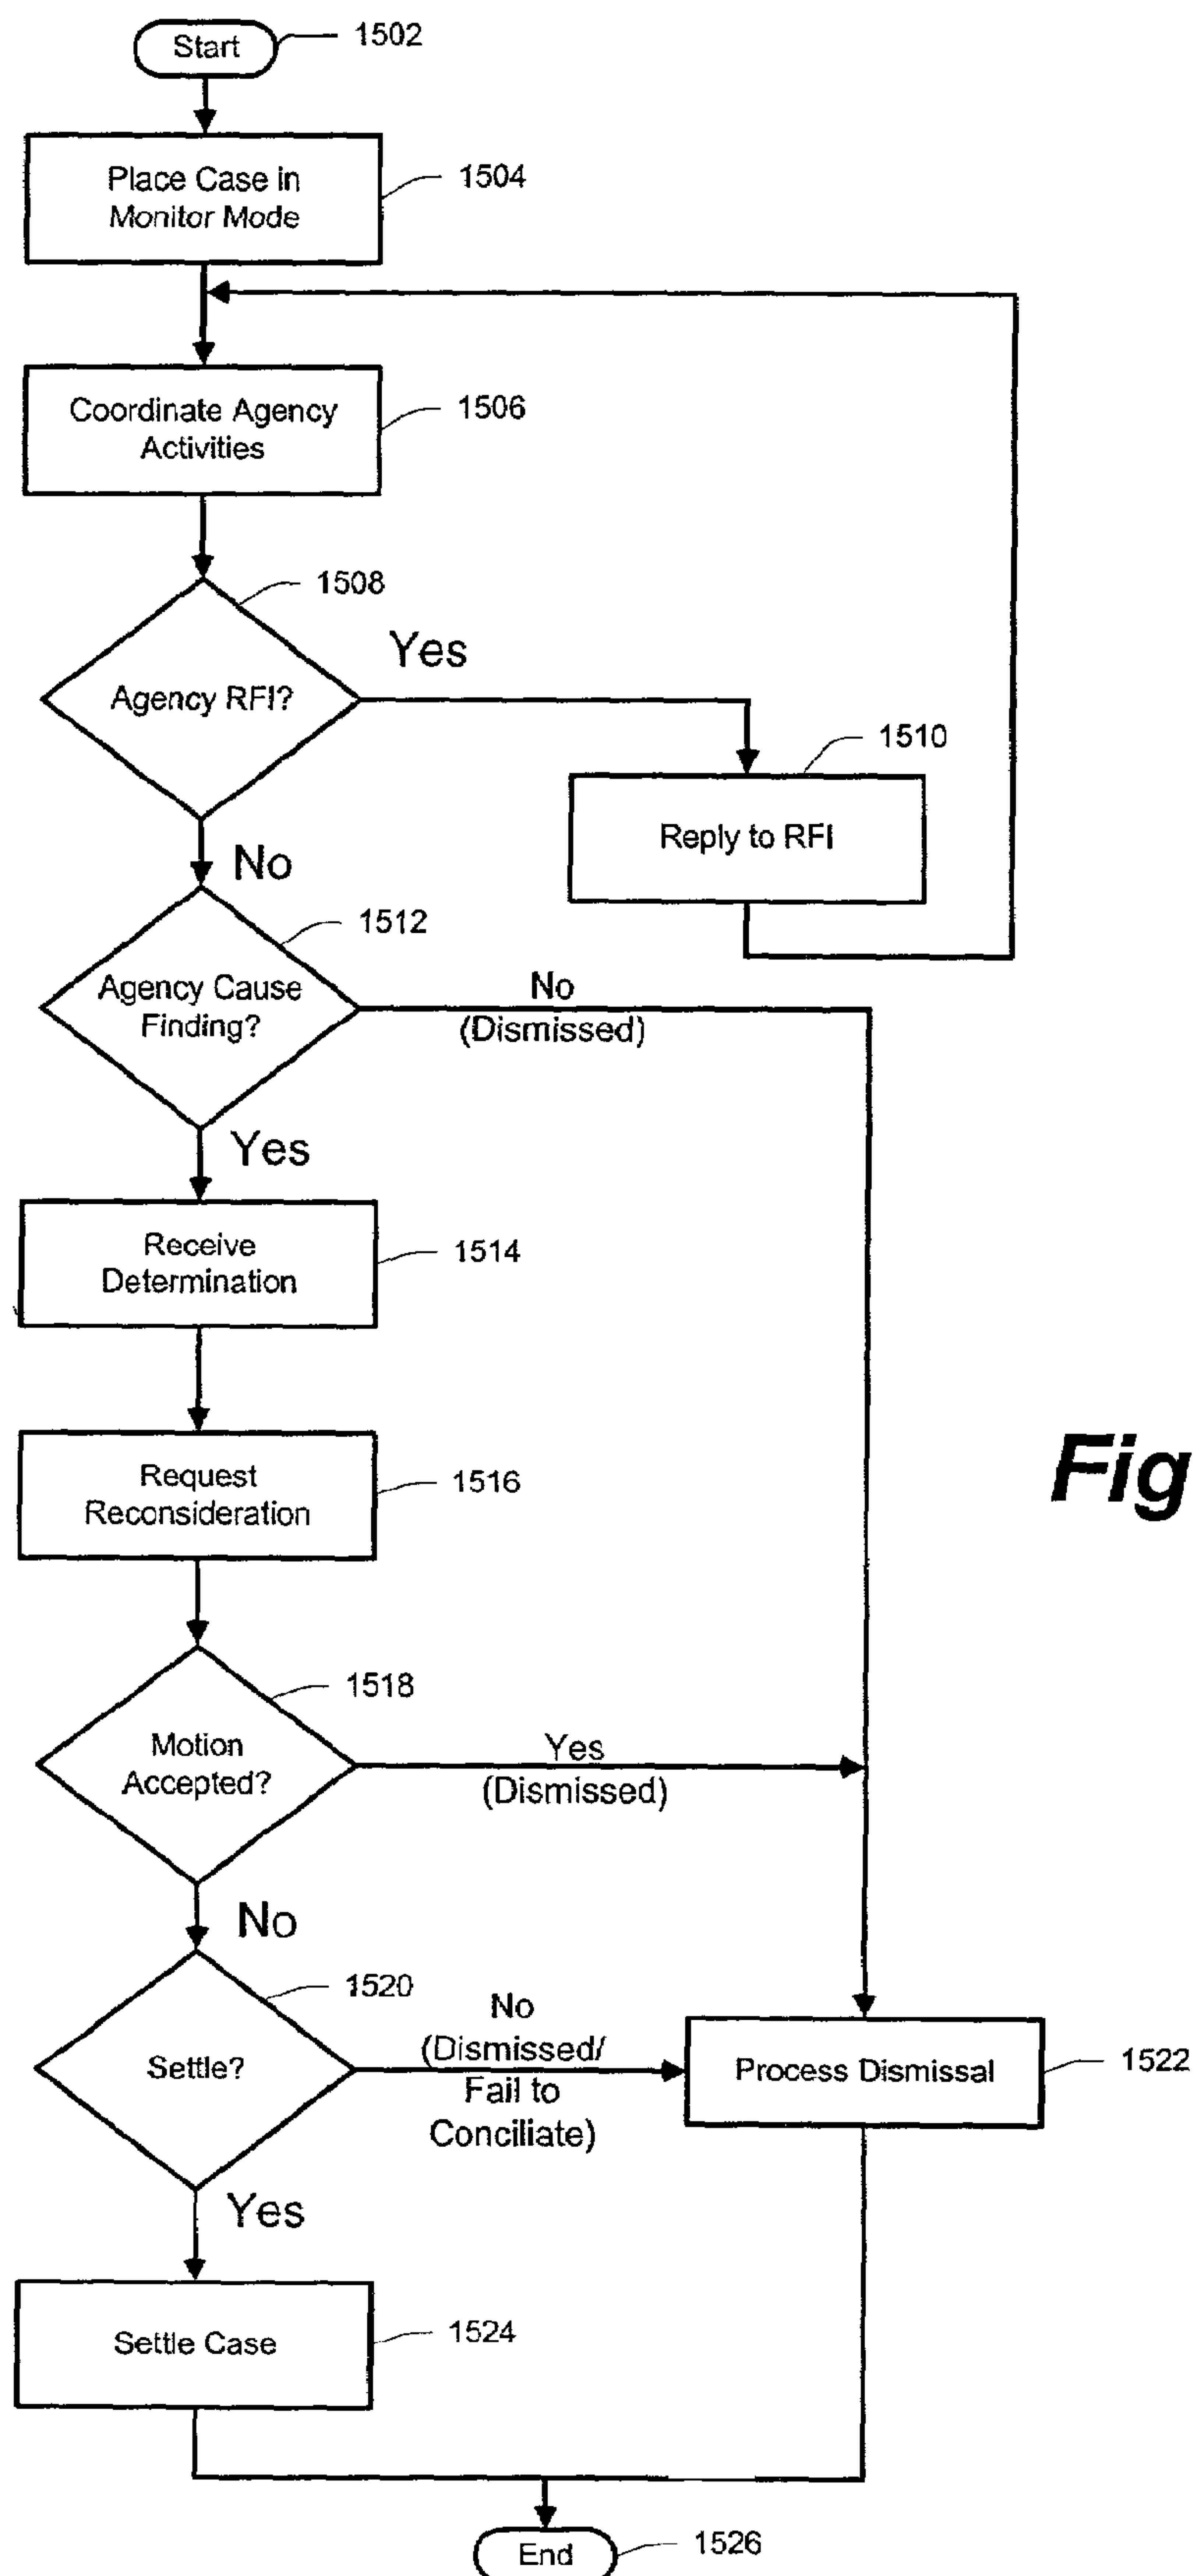 Start
1502
Place Case in
Monitor Mode
1504
Coordinate Agency
Activities
1506
1508
Agency RFI?
Yes
1510
Reply to RFI
No
1512
Agency Cause
Finding?
No
(Dismissed)
Yes
Receive
Determination
1514
Request
Reconsideration
1516
Fig
1518
Motion
Accepted?
Yes
(Dismissed)
No
1520
Settle?
No
(Dismissed/
Fail to
Conciliate)
Process Dismissal
1522
Yes
Settle Case
1524
End
1526